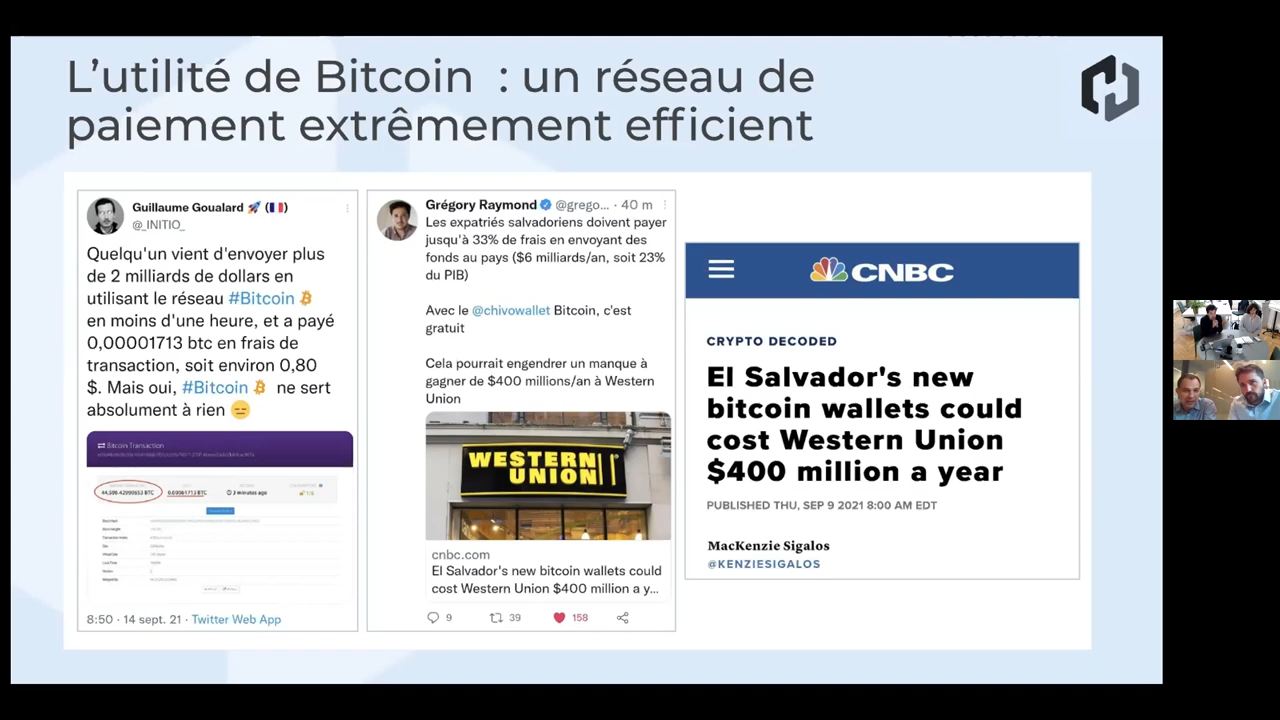 L’utilité de Bitcoin : un réseau de
paiement extrêmement efficient
Guillaume Goualard 🚀 (🇫🇷)
@_INITIO_
Quelqu'un vient d'envoyer plus
de 2 milliards de dollars en
utilisant le réseau #Bitcoin
en moins d'une heure, et a payé
0,00001713 btc en frais de
transaction, soit environ 0,80
$. Mais oui, #Bitcoin ne sert
absolument à rien 😑
Bitcoin Transaction
0.00001713 BTC
2 minutes ago
8:50 · 14 sept. 21 · Twitter Web App
Grégory Raymond @grego... · 40 m
Les expatriés salvadoriens doivent payer
jusqu'à 33% de frais en envoyant des
fonds au pays ($6 milliards/an, soit 23%
du PIB)
Avec le @chivowallet Bitcoin, c'est
gratuit
Cela pourrait engendrer un manque à
gagner de $400 millions/an à Western
Union
WESTERN
UNION
cnbc.com
El Salvador's new bitcoin wallets could
cost Western Union $400 million a y...
9 39 158
CNBC
CRYPTO DECODED
El Salvador's new
bitcoin wallets could
cost Western Union
$400 million a year
PUBLISHED THU, SEP 9 2021 8:00 AM EDT
MacKenzie Sigalos
@KENZIESIGALOS